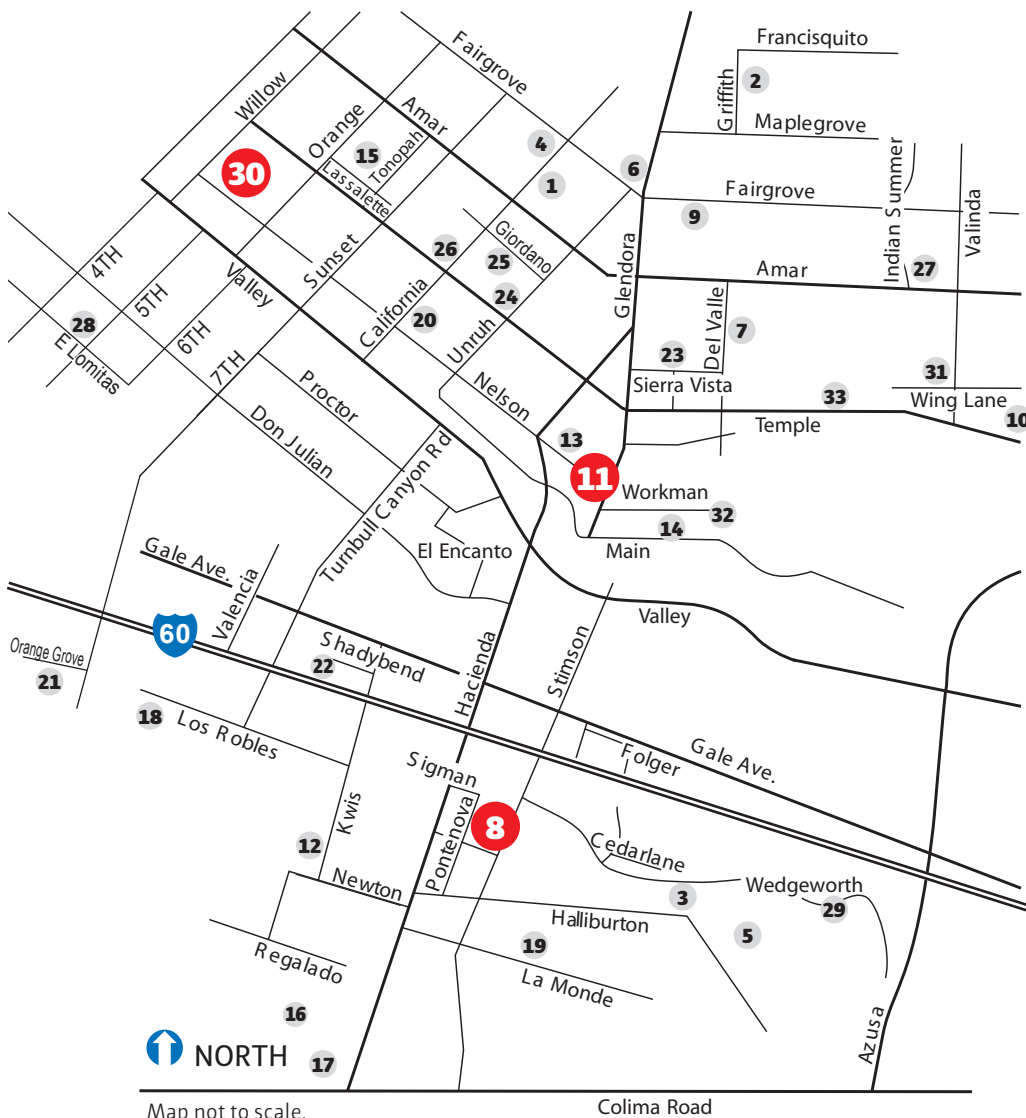 Francisquito
Fairgrove
Griffith
2
Willow
Amar
Orange
Maplegrove
4
15
Tonopah
Lassalette
30
6
1
Indian Summer
Fairgrove
9
Valinda
Giordano
4TH
Sunset
26
25
Glendora
Amar
27
Valley
5TH
California
24
28
20
Unruh
Del Valle
7
E Lomitas
6TH
7TH
23
Sierra Vista
31
Wing Lane
Proctor
Nelson
33
10
Temple
Don Julian
13
11
Turnbull Canyon Rd
Workman
32
14
Main
El Encanto
Gale Ave.
Valencia
Valley
60
Orange Grove
21
Shadybend
22
Hacienda
Stimson
18
Los Robles
Folger
Gale Ave.
Sigman
Kwis
Pontenova
8
12
Cedarlane
Newton
Wedgeworth
3
29
Halliburton
5
19
Regalado
La Monde
16
Azusa
NORTH
17
Map not to scale.
Colima Road